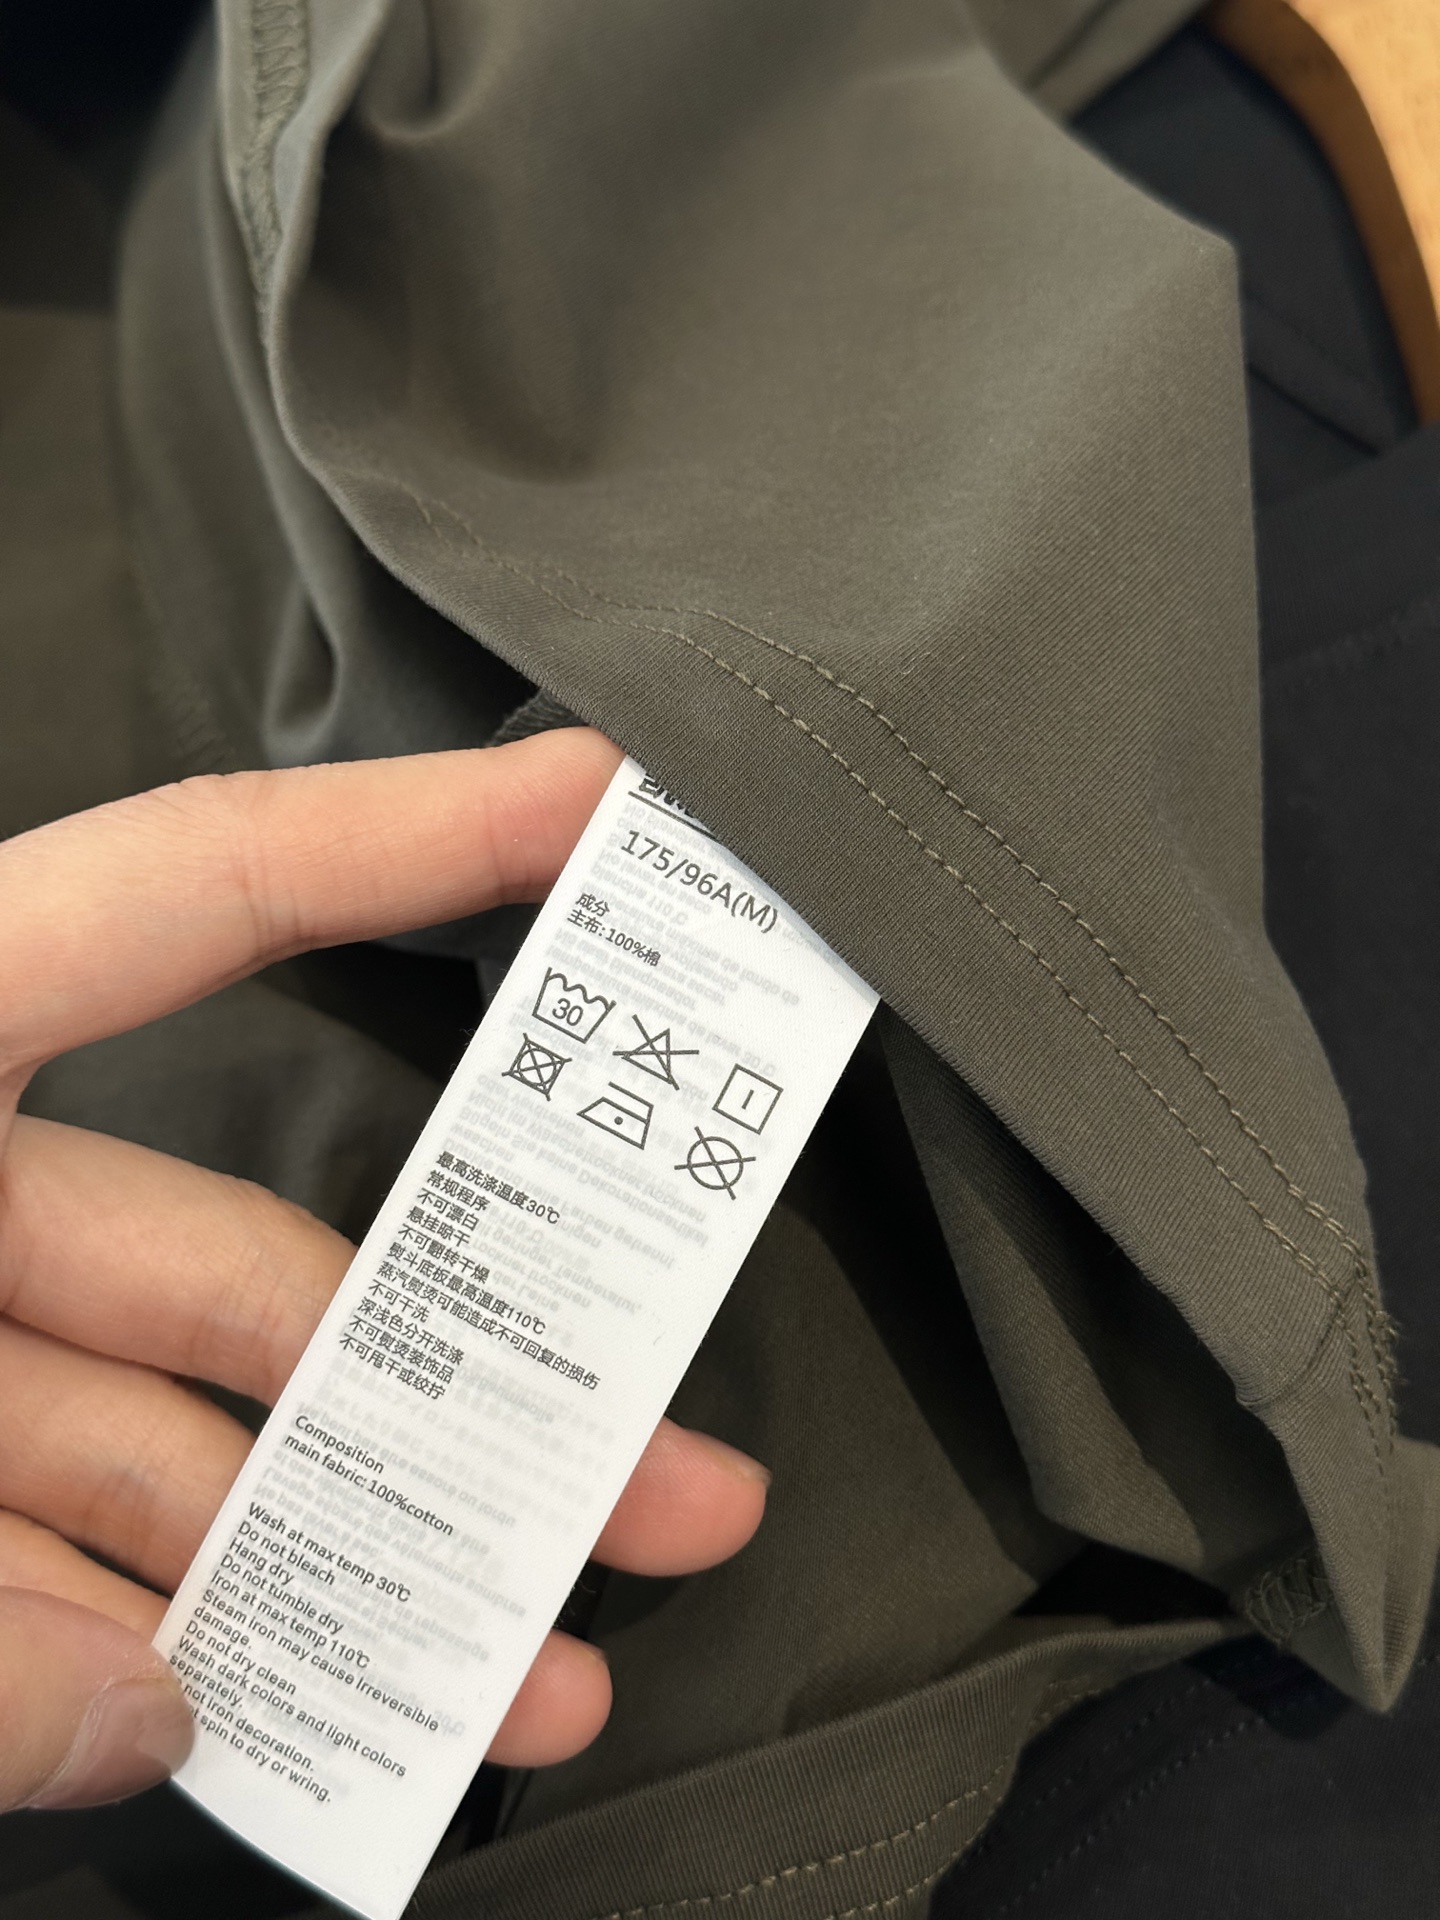 175/96A(M)
成分
主布:100%棉
30
最高洗涤温度30℃
常规程序
不可漂白
悬挂晾干
不可翻转干燥
熨斗底板最高温度110℃
蒸汽熨烫可能造成不可回复的损伤
不可干洗
深浅色分开洗涤
不可熨烫装饰品
不可甩干或绞拧
Composition
main fabric: 100%cotton
Wash at max temp 30℃
Do not bleach
Hang dry
Do not tumble dry
Iron at max temp 110℃
Steam iron may cause irreversible
damage.
Do not dry clean
Wash dark colors and light colors
separately.
not iron decoration.
spin to dry or wring.